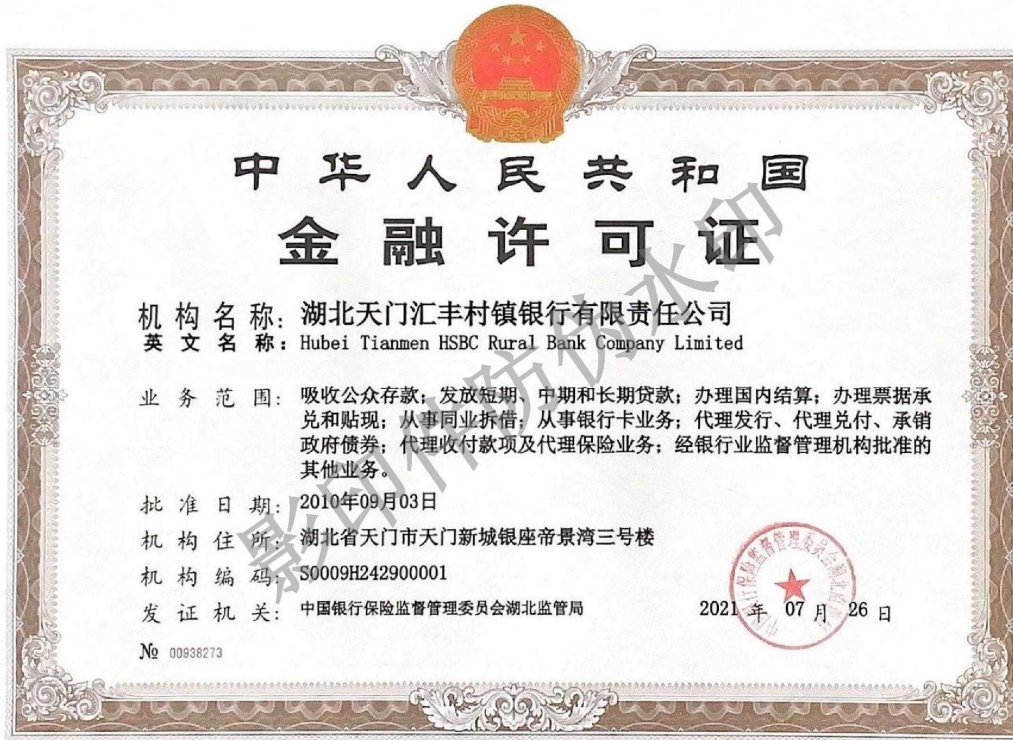 中华人民共和国
金融许可证
机构名称：湖北天门汇丰村镇银行有限责任公司
英文名称：Hubei Tianmen HSBC Rural Bank Company Limited
业务范围：吸收公众存款；发放短期、中期和长期贷款；办理国内结算；办理票据承
兑和贴现；从事同业拆借；从事银行卡业务；代理发行、代理兑付、承销
政府债券；代理收付款项及代理保险业务；经银行业监督管理机构批准的
其他业务。
批准日期：2010年09月03日
机构住所：湖北省天门市天门新城银座帝景湾三号楼
机构编码：S0009H242900001
发证机关：中国银行保险监督管理委员会湖北监管局 2021年 07月 26日
№ 00938273
影印件防伪水印